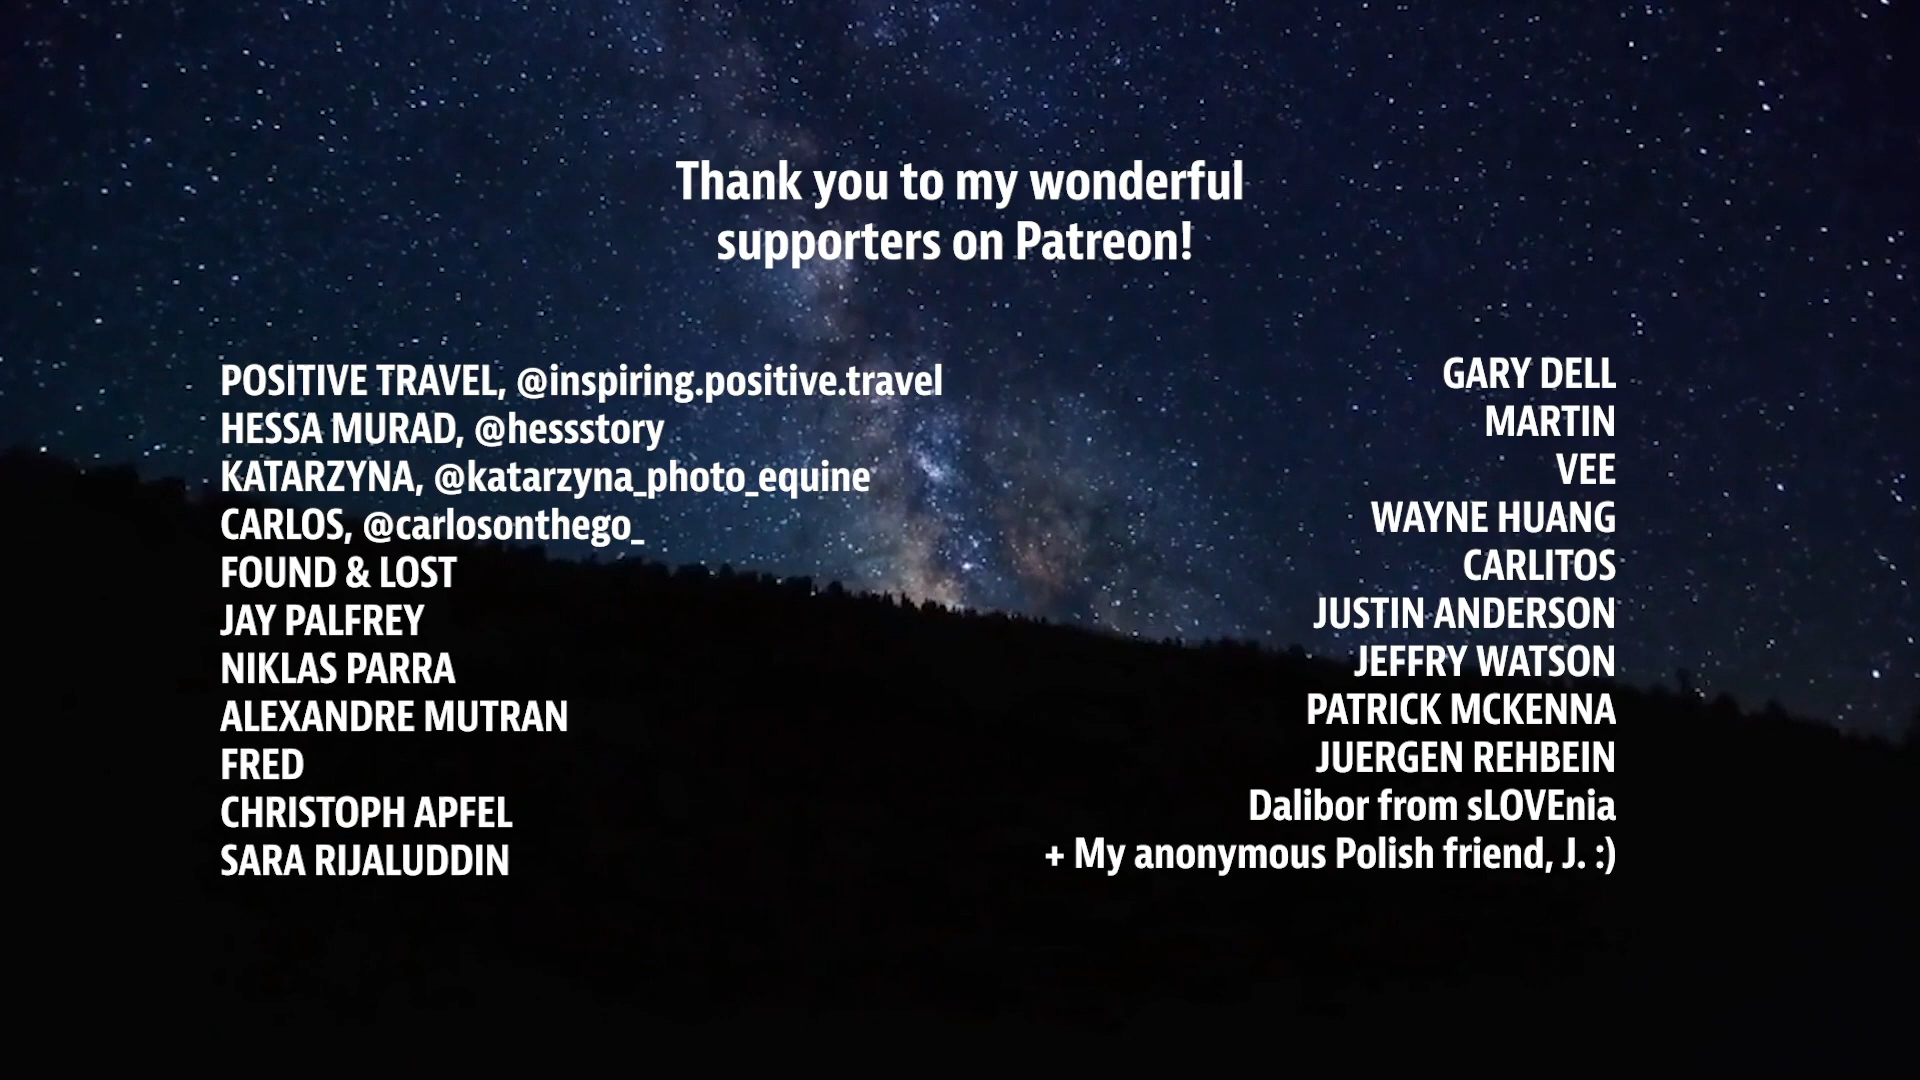 Thank you to my wonderful
supporters on Patreon!
POSITIVE TRAVEL, @inspiring.positive.travel
HESSA MURAD, @hessstory
KATARZYNA, @katarzyna_photo_equine
CARLOS, @carlosonthego_
FOUND & LOST
JAY PALFREY
NIKLAS PARRA
ALEXANDRE MUTRAN
FRED
CHRISTOPH APFEL
SARA RIJALUDDIN
GARY DELL
MARTIN
VEE
WAYNE HUANG
CARLITOS
JUSTIN ANDERSON
JEFFRY WATSON
PATRICK MCKENNA
JUERGEN REHBEIN
Dalibor from sLOVEnia
+ My anonymous Polish friend, J. :)